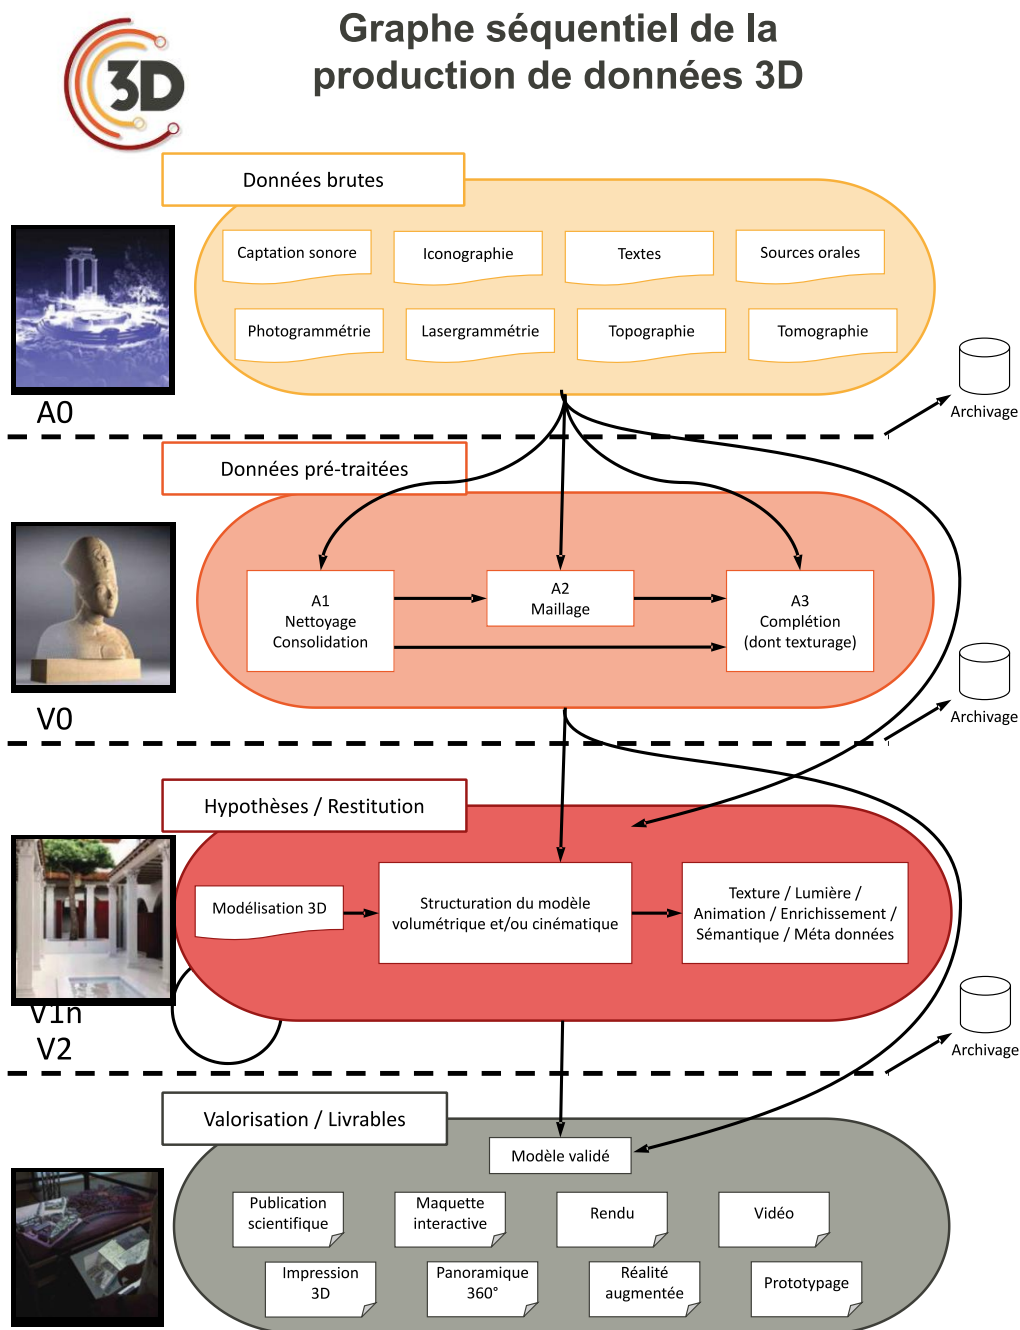 3D
Graphe séquentiel de la
production de données 3D
Données brutes
Captation sonore
Iconographie
Textes
Sources orales
Photogrammétrie
Lasergrammétrie
Topographie
Tomographie
A0
Archivage
Données pré-traitées
A1
Nettoyage
Consolidation
A2
Maillage
A3
Complétion
(dont texturage)
V0
Archivage
Hypothèses / Restitution
Modélisation 3D
Structuration du modèle
volumétrique et/ou cinématique
Texture / Lumière /
Animation / Enrichissement /
Sémantique / Méta données
V1n
V2
Archivage
Valorisation / Livrables
Modèle validé
Publication
scientifique
Maquette
interactive
Rendu
Vidéo
Impression
3D
Panoramique
360°
Réalité
augmentée
Prototypage